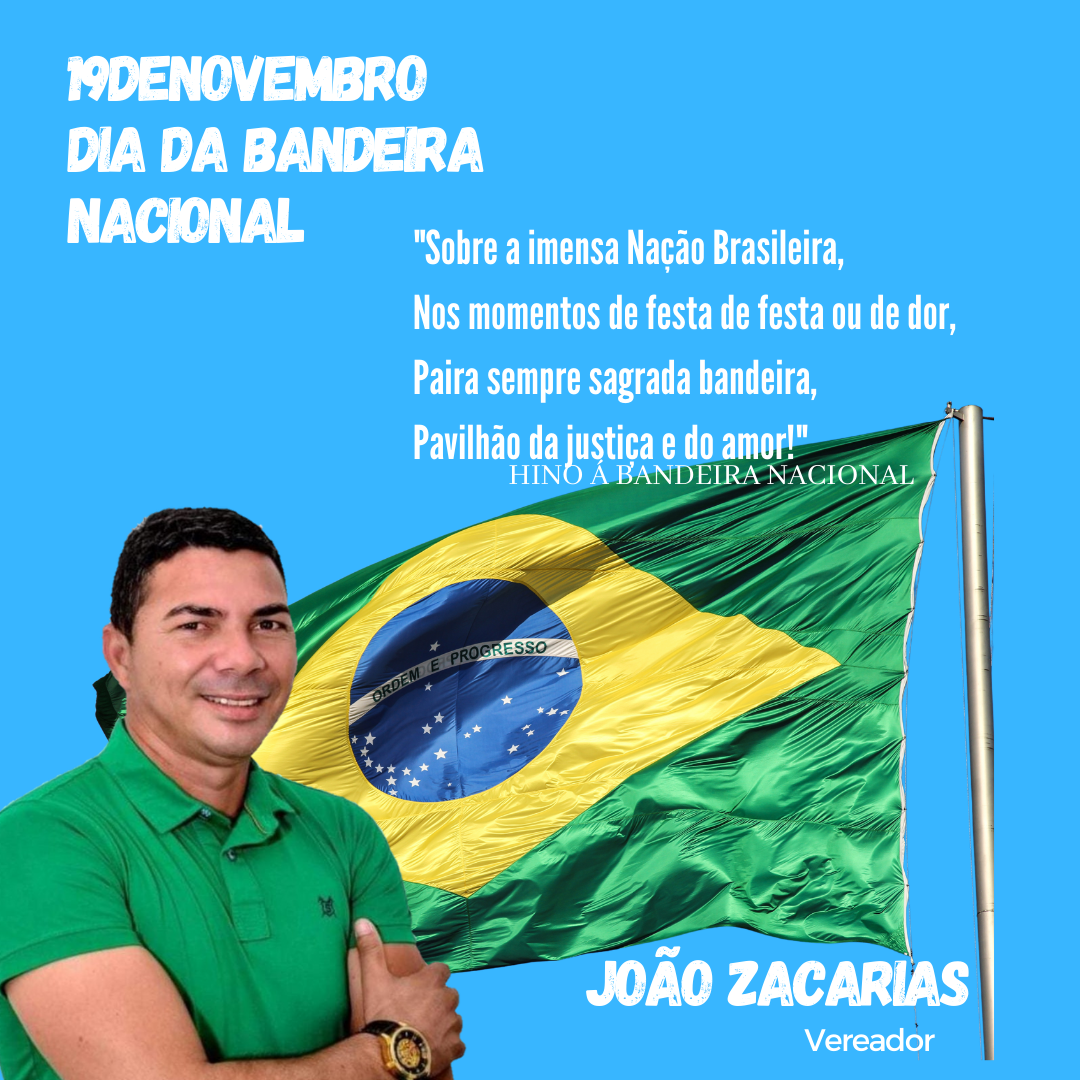 19DENOVEMBRO
DIA DA BANDEIRA
NACIONAL
"Sobre a imensa Nação Brasileira,
Nos momentos de festa de festa ou de dor,
Paira sempre sagrada bandeira,
Pavilhão da justiça e do amor!"
HINO Á BANDEIRA NACIONAL
ORDEM E PROGRESSO
JOÃO ZACARIAS
Vereador